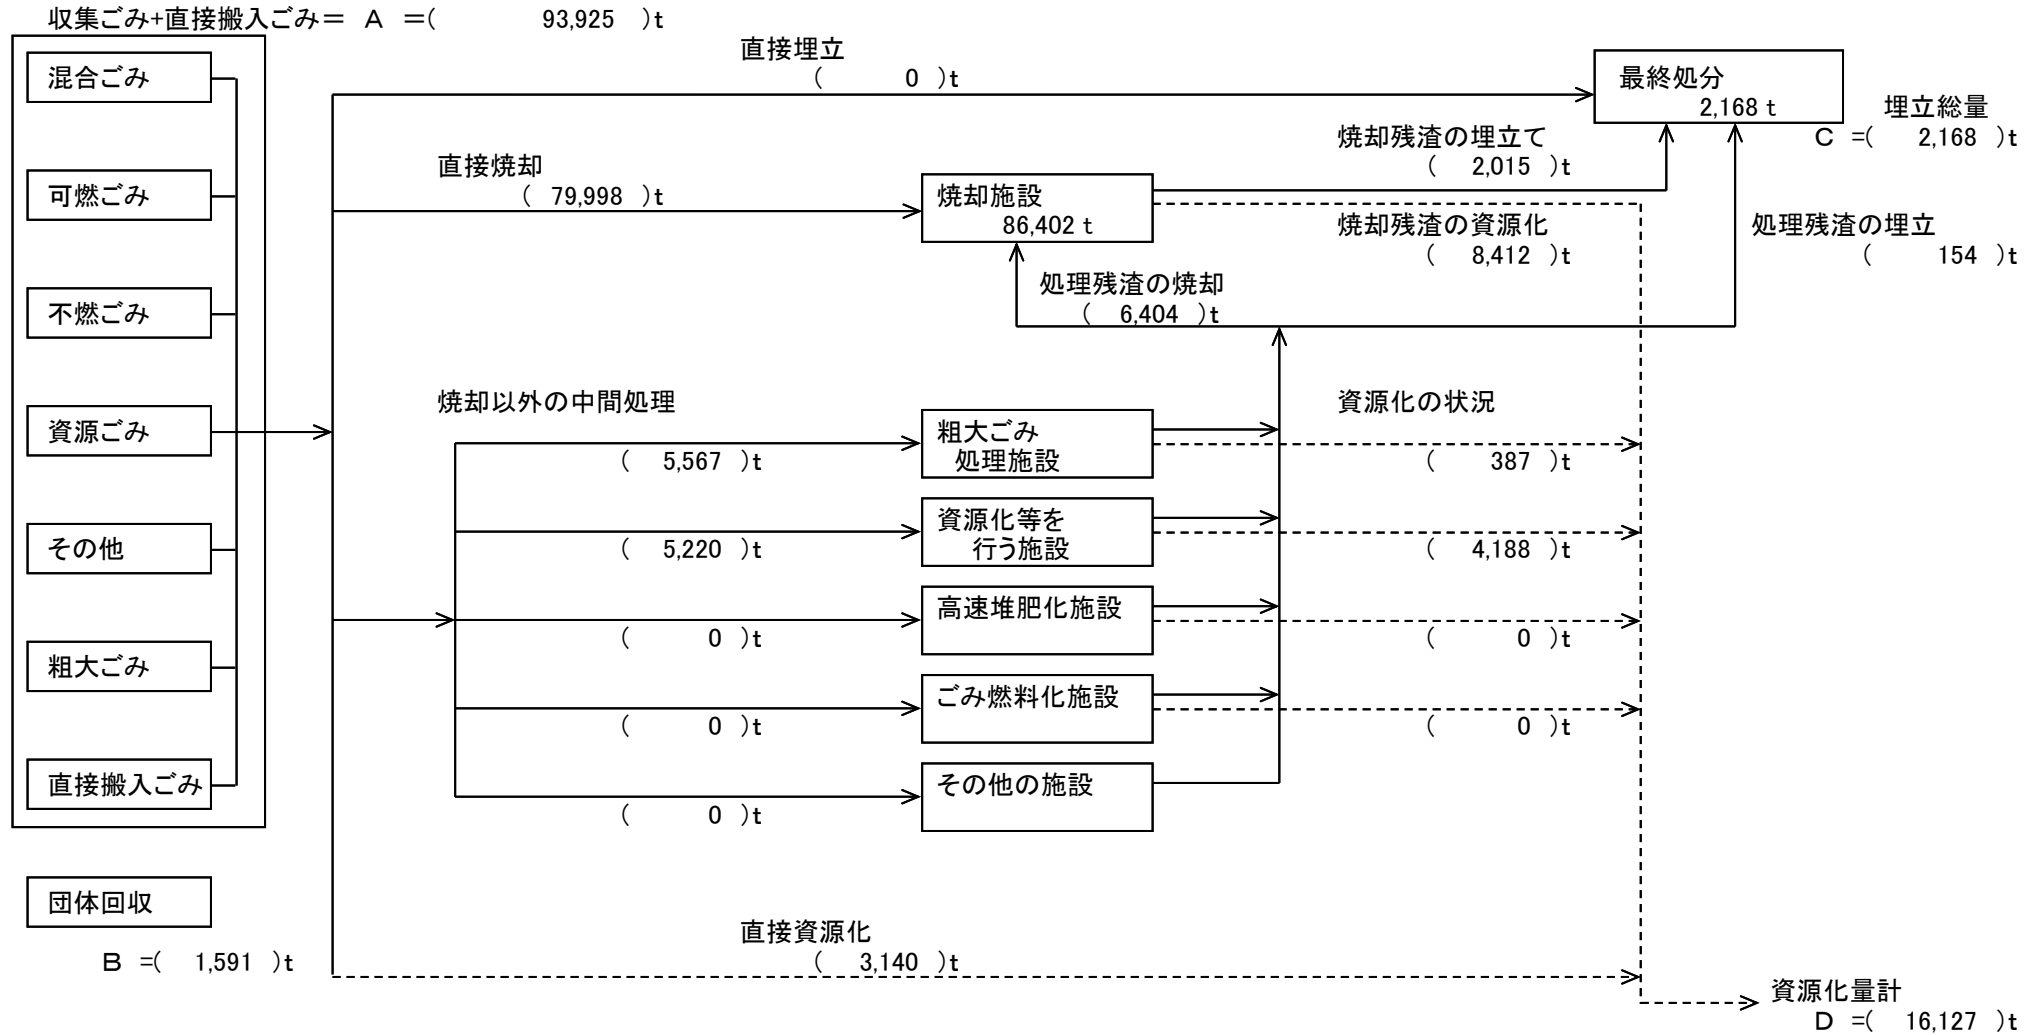 収集ごみ+直接搬入ごみ＝ A ＝( 93,925 )t
混合ごみ
可燃ごみ
不燃ごみ
資源ごみ
その他
粗大ごみ
直接搬入ごみ
団体回収
B =( 1,591 )t
直接埋立
( 0 )t
最終処分
2,168 t
埋立総量
C =( 2,168 )t
直接焼却
( 79,998 )t
焼却施設
86,402 t
焼却残渣の埋立て
( 2,015 )t
焼却残渣の資源化
( 8,412 )t
処理残渣の埋立
( 154 )t
処理残渣の焼却
( 6,404 )t
焼却以外の中間処理
資源化の状況
( 5,567 )t
粗大ごみ
処理施設
( 387 )t
( 5,220 )t
資源化等を
行う施設
( 4,188 )t
( 0 )t
高速堆肥化施設
( 0 )t
( 0 )t
ごみ燃料化施設
( 0 )t
( 0 )t
その他の施設
直接資源化
( 3,140 )t
資源化量計
D =( 16,127 )t